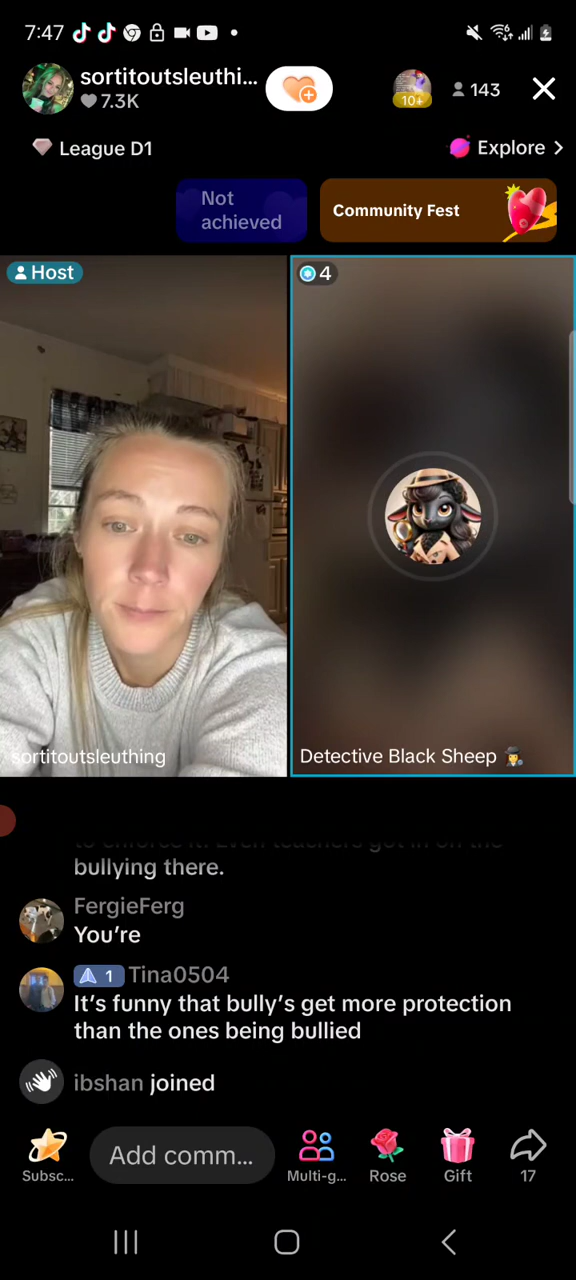 7:47
sortitoutsleuthi...
7.3K
10+
143
League D1
Explore
Not
achieved
Community Fest
Host
4
sortitoutsleuthing
Detective Black Sheep
bullying there.
FergieFerg
You're
1 Tina0504
It's funny that bully's get more protection
than the ones being bullied
ibshan joined
Add comm...
Subsc...
Multi-g...
Rose
Gift
17